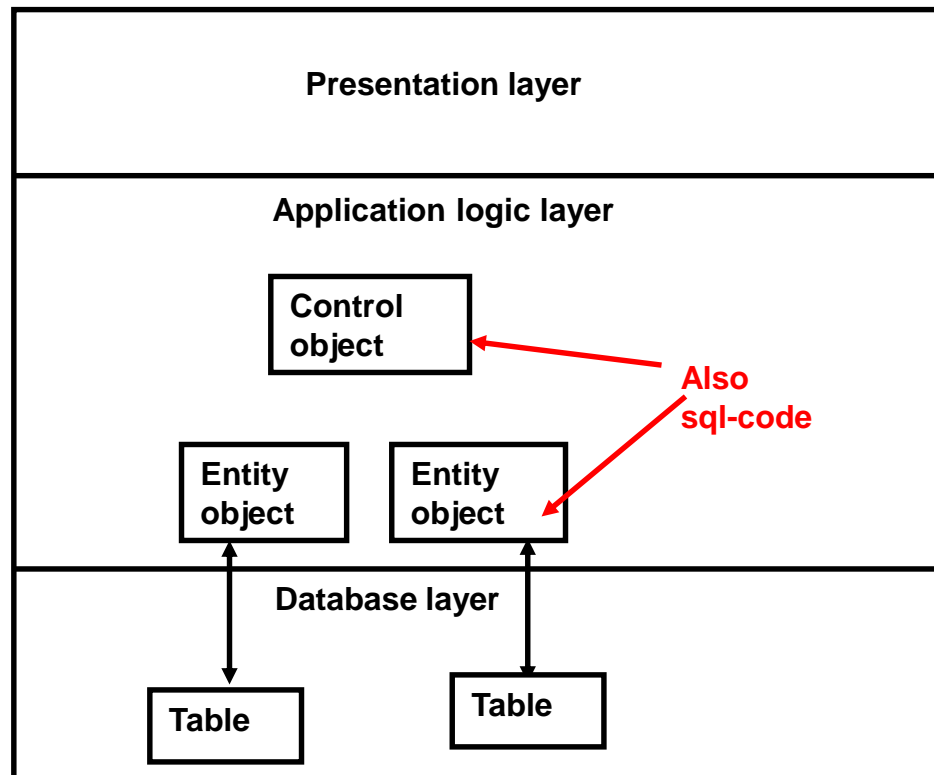 Presentation layer
Application logic layer
Control
object
Also
sql-code
Entity
object
Entity
object
Database layer
Table
Table